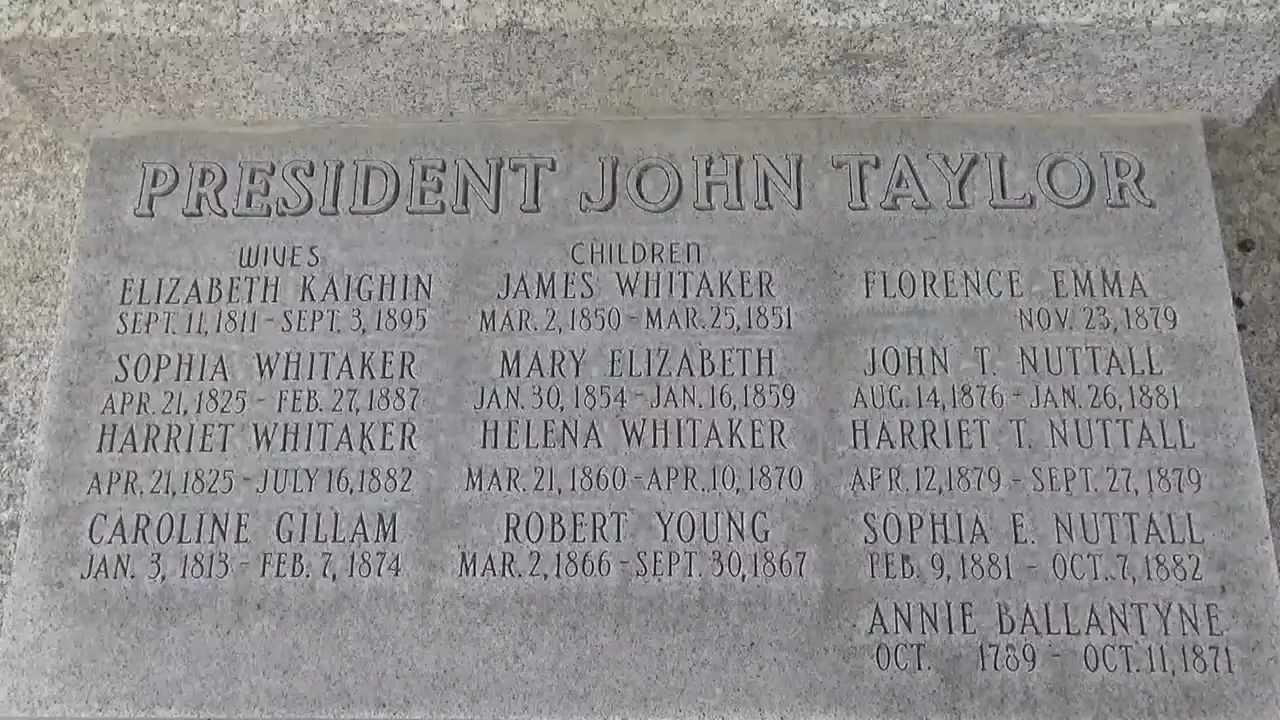 PRESIDENT JOHN TAYLOR
WIVES
ELIZABETH KAIGHIN
SEPT. 11, 1811 - SEPT. 3, 1895
SOPHIA WHITAKER
APR. 21, 1825 - FEB. 27, 1887
HARRIET WHITAKER
APR. 21, 1825 - JULY 16, 1882
CAROLINE GILLAM
JAN. 3, 1813 - FEB. 7, 1874
CHILDREN
JAMES WHITAKER
MAR. 2, 1850 - MAR. 25, 1851
MARY ELIZABETH
JAN. 30, 1854 - JAN. 16, 1859
HELENA WHITAKER
MAR. 21, 1860 - APR. 10, 1870
ROBERT YOUNG
MAR. 2, 1866 - SEPT. 30, 1867
FLORENCE EMMA
NOV. 23, 1879
JOHN T. NUTTALL
AUG. 14, 1876 - JAN. 26, 1881
HARRIET T. NUTTALL
APR. 12, 1879 - SEPT. 27, 1879
SOPHIA E. NUTTALL
FEB. 9, 1881 - OCT. 7, 1882
ANNIE BALLANTYNE
OCT. 1789 - OCT. 11, 1871